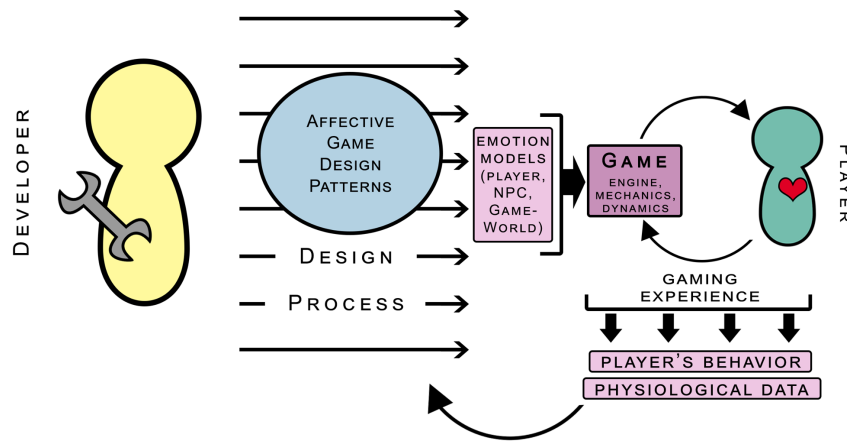 DEVELOPER
AFFECTIVE
GAME
DESIGN
PATTERNS
DESIGN
PROCESS
EMOTION
MODELS
(PLAYER,
NPC,
GAME-
WORLD)
GAME
ENGINE,
MECHANICS,
DYNAMICS
PLAYER
GAMING
EXPERIENCE
PLAYER'S BEHAVIOR
PHYSIOLOGICAL DATA